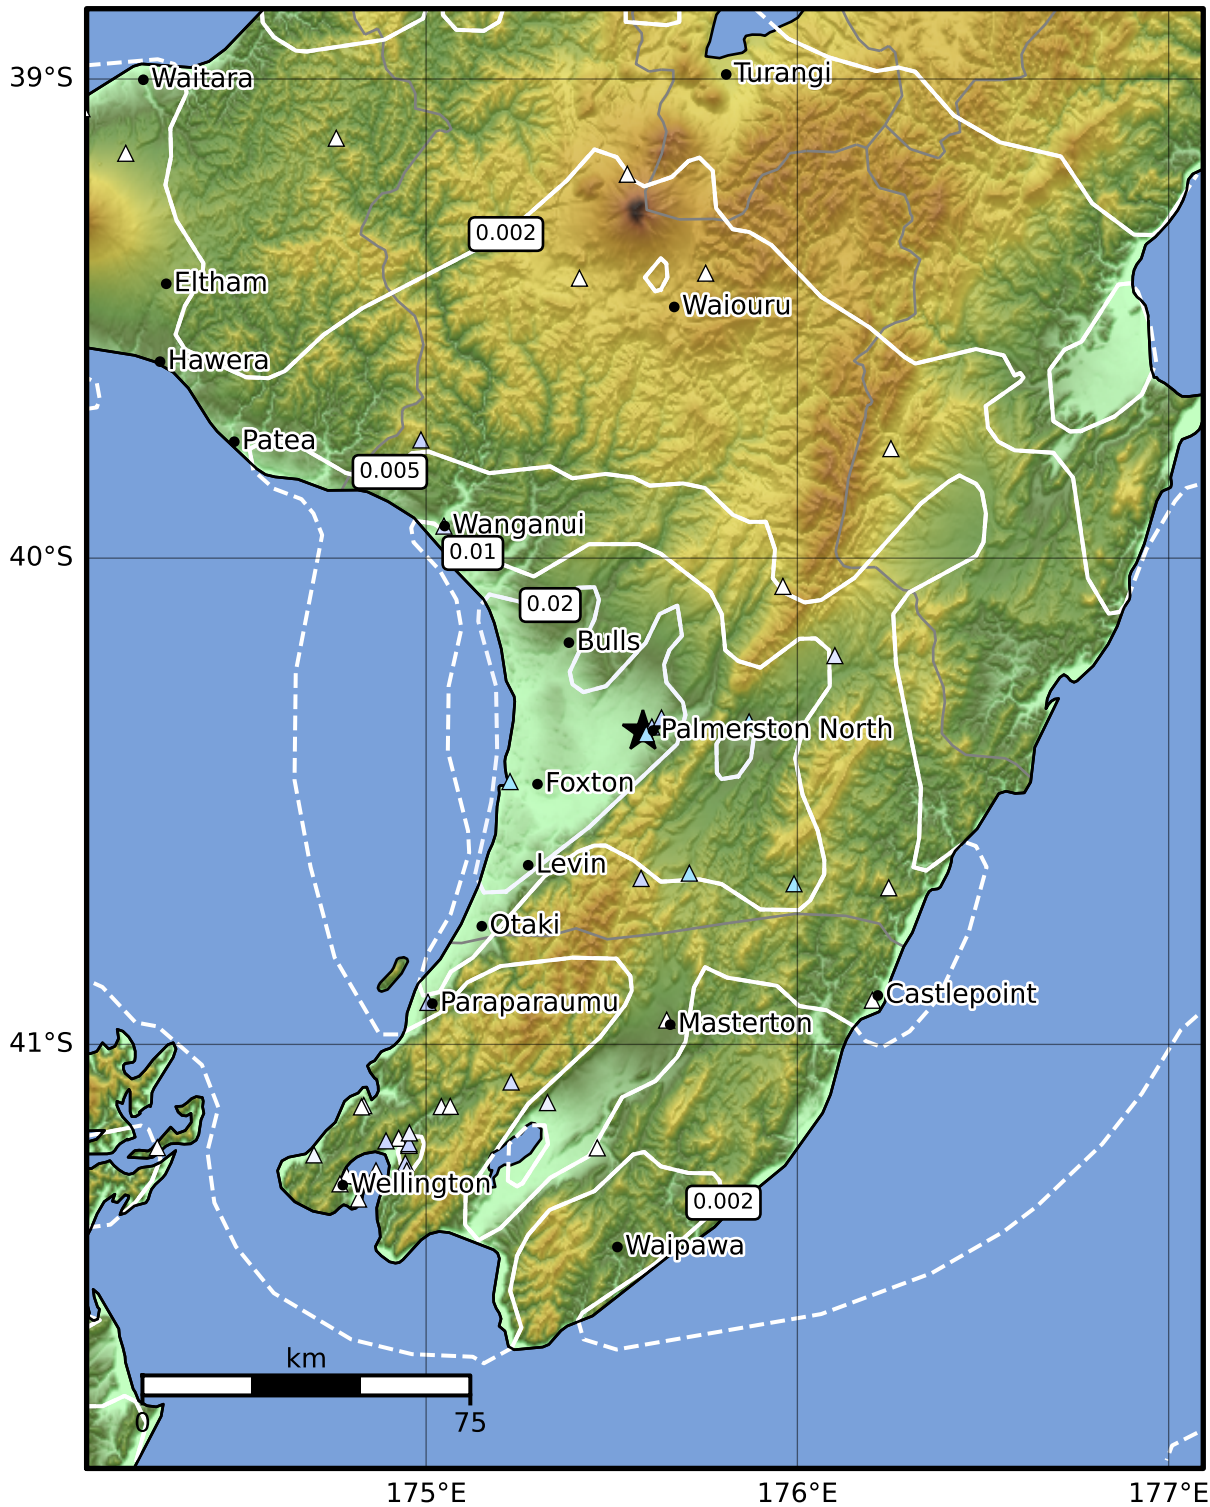 39°S
Waitara
Turangi
0.002
Eltham
Waiouru
Hawera
Patea
0.005
Wanganui
0.01
40°S
0.02
Bulls
Palmerston North
Foxton
Levin
Otaki
Paraparaumu
Castlepoint
Masterton
41°S
Wellington
0.002
Waipawa
km
0
75
175°E
176°E
177°E